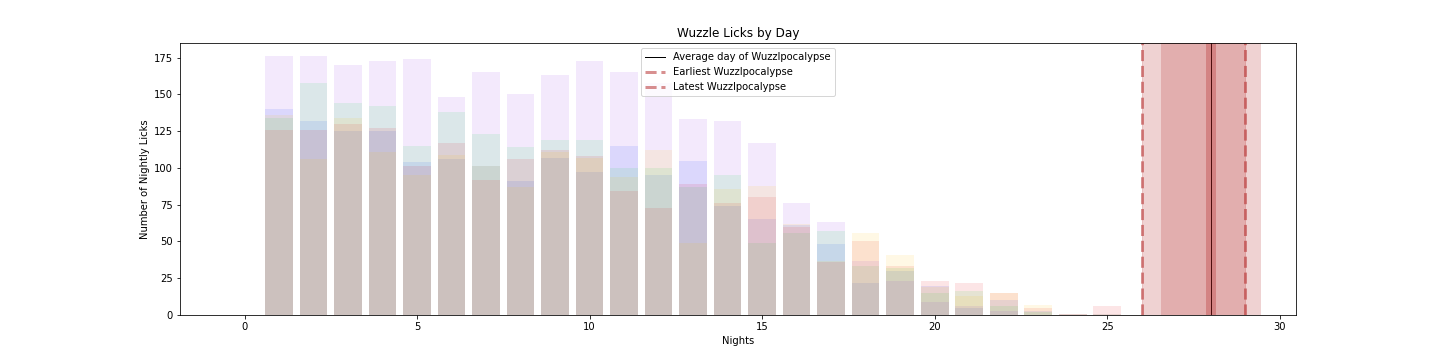 Wuzzle Licks by Day
Average day of Wuzzlpocalypse
Earliest Wuzzlpocalypse
Latest Wuzzlpocalypse
Number of Nightly Licks
175
150
125
100
75
50
25
0
0 5 10 15 20 25 30
Nights